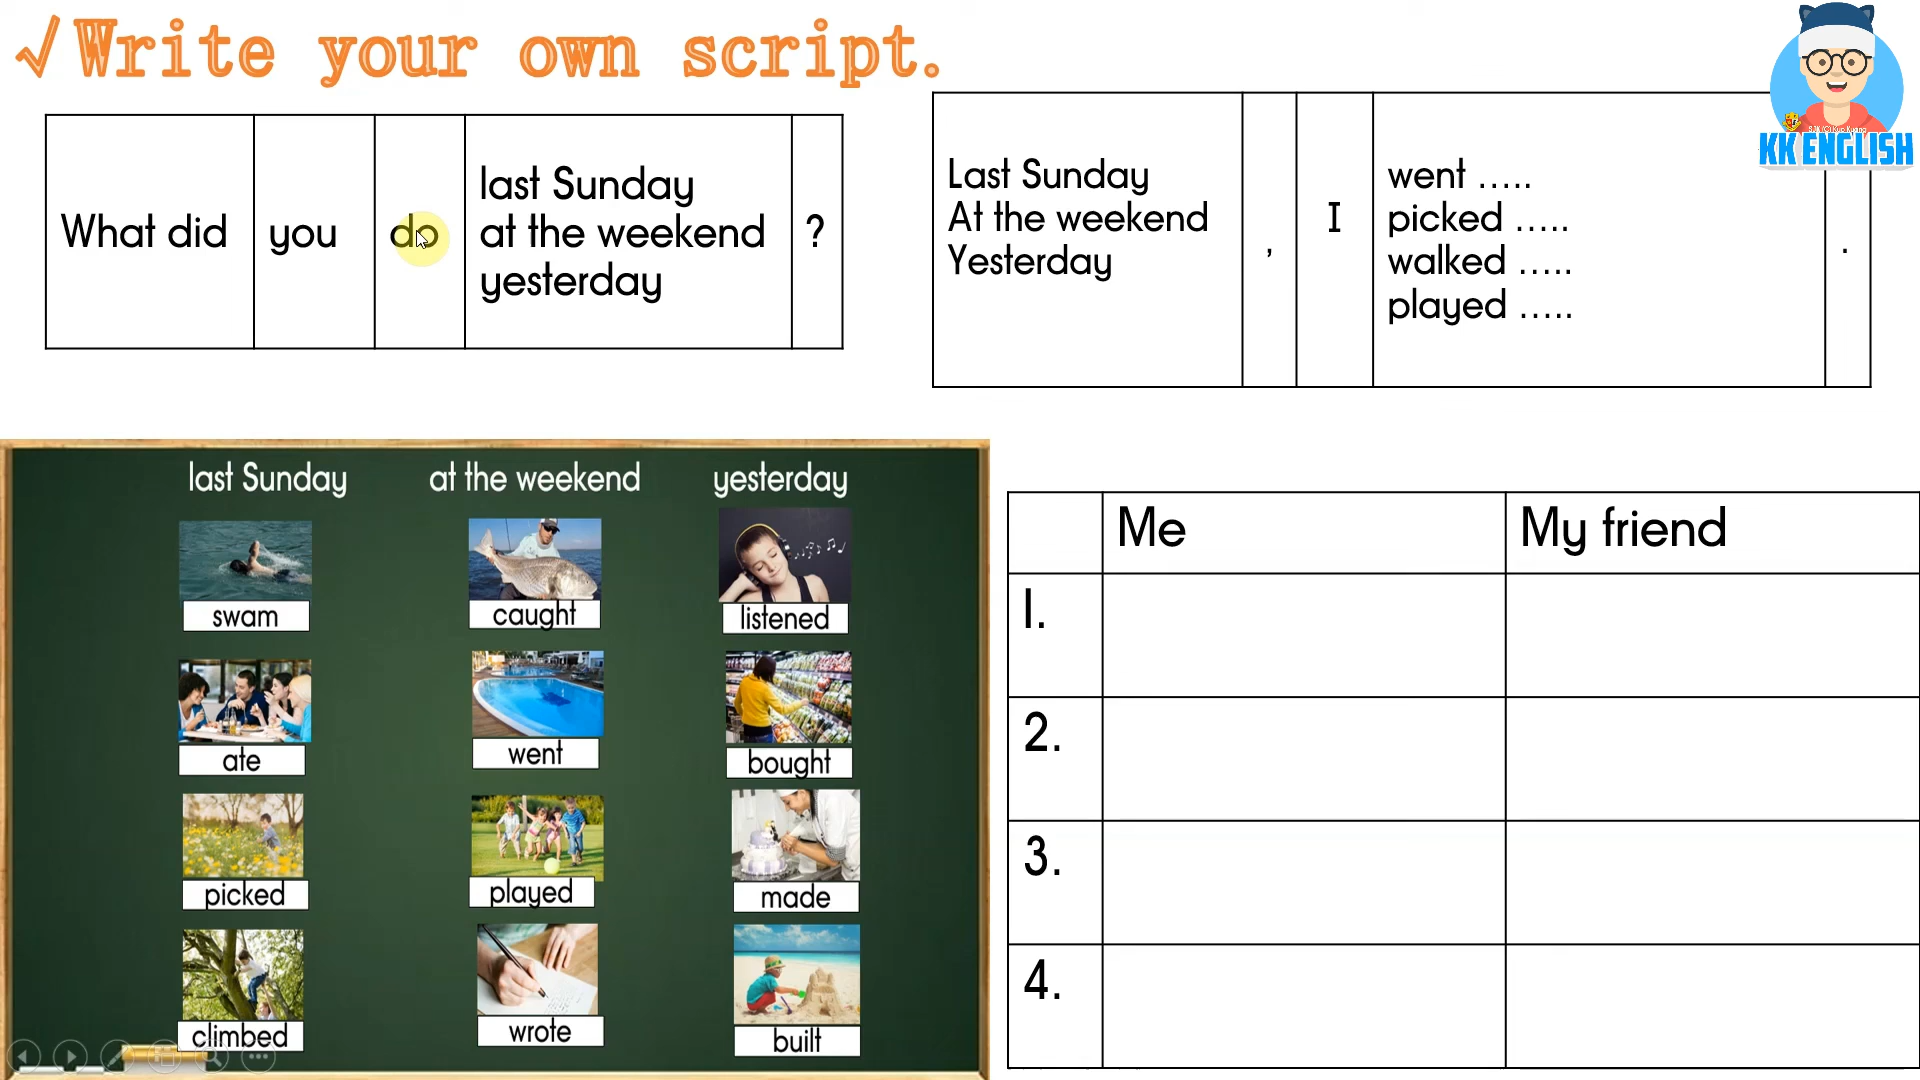 √Write your own script.
What did
you
do
last Sunday
at the weekend
yesterday
?
Last Sunday
At the weekend
Yesterday
,
I
went .....
picked .....
walked .....
played .....
.
KK ENGLISH
last Sunday
at the weekend
yesterday
swam
caught
listened
ate
went
bought
picked
played
made
climbed
wrote
built
Me
My friend
1.
2.
3.
4.